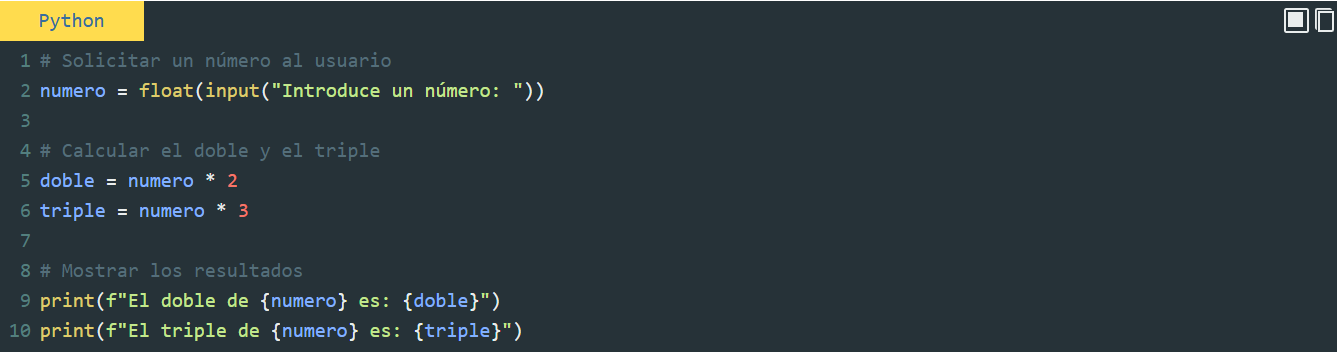 Python
1 # Solicitar un número al usuario
2 numero = float(input("Introduce un número: "))
3
4 # Calcular el doble y el triple
5 doble = numero * 2
6 triple = numero * 3
7
8 # Mostrar los resultados
9 print(f"El doble de {numero} es: {doble}")
10 print(f"El triple de {numero} es: {triple}")